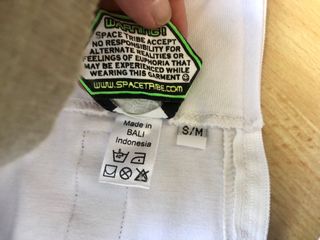 WARNING!
SPACE TRIBE ACCEPT
NO RESPONSIBILITY FOR
ALTERNATE REALITIES OR
FEELINGS OF EUPHORIA THAT
MAY BE EXPERIENCED WHILE
WEARING THIS GARMENT
WWW.SPACETRIBE.COM
Made in
BALI
Indonesia
S/M